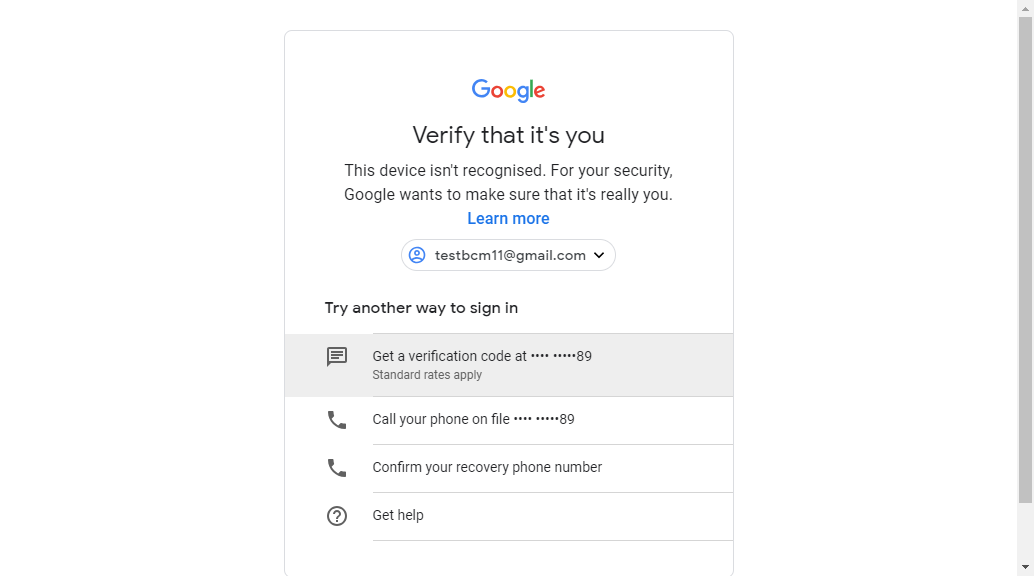 Google
Verify that it's you
This device isn't recognised. For your security,
Google wants to make sure that it's really you.
Learn more
testbcm11@gmail.com
Try another way to sign in
Get a verification code at •••• •••••89
Standard rates apply
Call your phone on file •••• •••••89
Confirm your recovery phone number
Get help